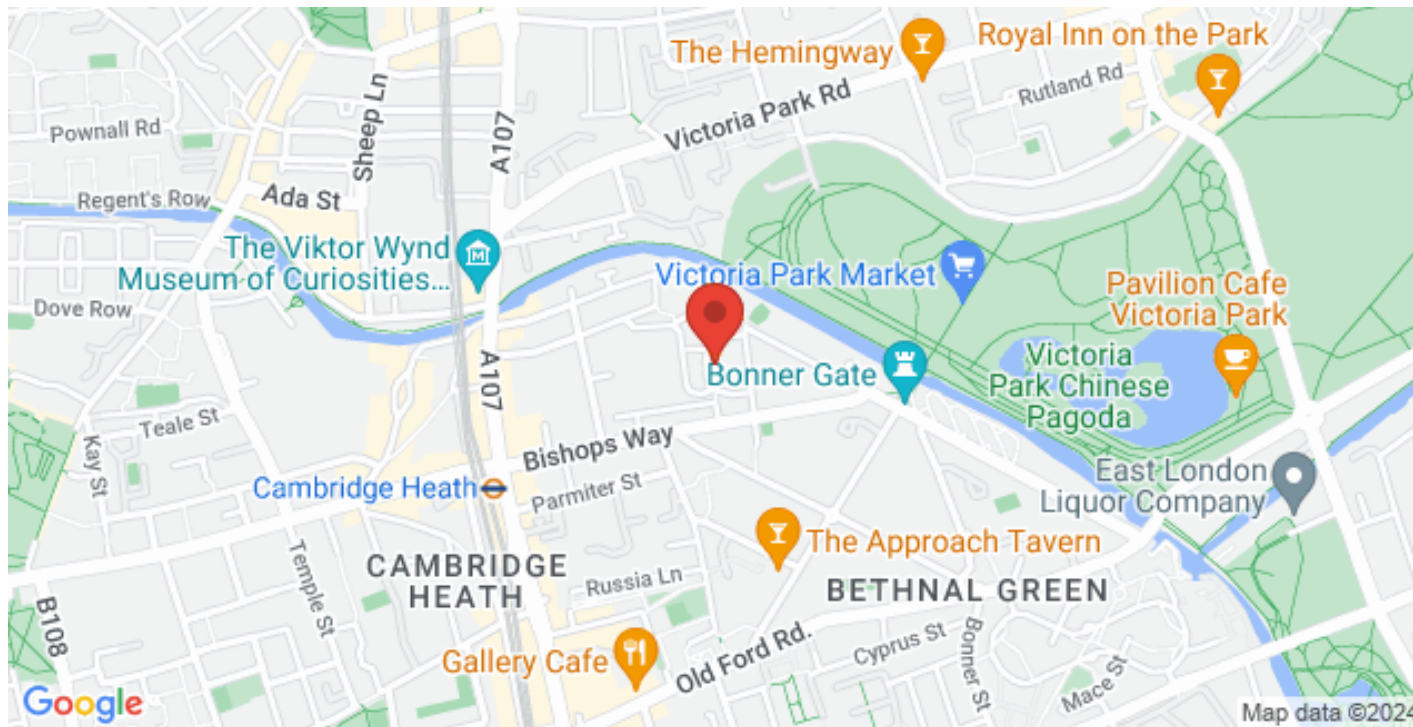 The Hemingway
Royal Inn on the Park
Rutland Rd
Pownall Rd
Sheep Ln
A107
Victoria Park Rd
Regent's Row
Ada St
The Viktor Wynd
Museum of Curiosities...
Victoria Park Market
Pavilion Cafe
Victoria Park
Dove Row
A107
Bonner Gate
Victoria
Park Chinese
Pagoda
Teale St
Kay St
Bishops Way
Cambridge Heath
Parmiter St
East London
Liquor Company
The Approach Tavern
CAMBRIDGE
HEATH
Russia Ln
BETHNAL GREEN
Temple St
B108
Old Ford Rd.
Cyprus St
Bonner St
Mace St
Gallery Cafe
Google
Map data ©2024